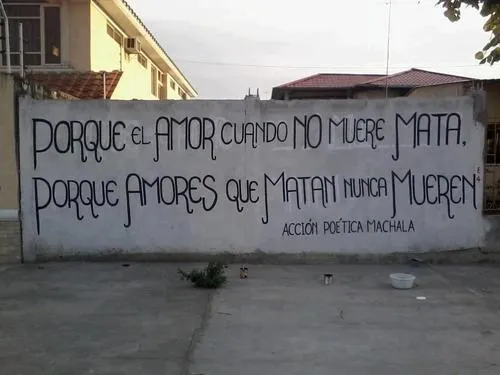 PORQUE EL AMOR CUANDO NO MUERE MATA,
PORQUE AMORES QUE MATAN NUNCA MUEREN
ACCIÓN POÉTICA MACHALA